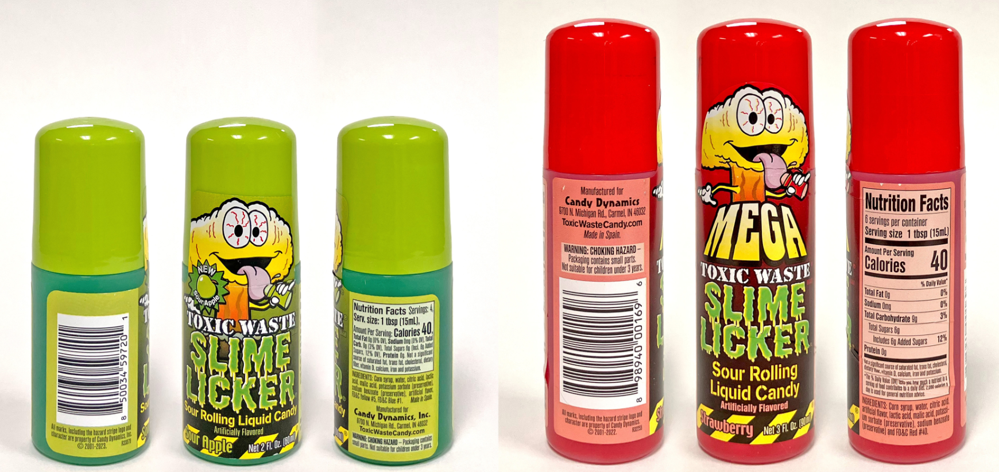 8 50034 59720 1
All marks, including the hazard stripe logo and
character are property of Candy Dynamics, Inc.
© 2001-2023.
NEW
Sour Apple
TOXIC WASTE
SLIME
LICKER
Sour Rolling Liquid Candy
Artificially Flavored
Sour Apple
Net 2 Fl. Oz. (60ml)
Nutrition Facts Servings: 4,
Serv. size: 1 tbsp (15mL),
Amount Per Serving: Calories 40,
Total Fat 0g (0% DV), Sodium 0mg (0% DV), Total
Carb. 9g (3% DV), Total Sugars 6g (Incl. 6g Added
Sugars, 12% DV), Protein 0g. Not a significant
source of saturated fat, trans fat, cholesterol, dietary
fiber, vitamin D, calcium, iron and potassium.
INGREDIENTS: Corn syrup, water, citric acid, lactic
acid, malic acid, potassium sorbate (preservative),
sodium benzoate (preservative), artificial flavor,
FD&C Yellow #5, FD&C Blue #1. Made in Spain.
Manufactured for
Candy Dynamics, Inc.
9700 N. Michigan Rd., Carmel, IN 46032
ToxicWasteCandy.com
WARNING: CHOKING HAZARD – Packaging contains
small parts. Not suitable for children under 3 years.
Manufactured for
Candy Dynamics
9700 N. Michigan Rd., Carmel, IN 46032
ToxicWasteCandy.com
Made in Spain.
WARNING: CHOKING HAZARD –
Packaging contains small parts.
Not suitable for children under 3 years.
8 98940 00169 6
All marks, including the hazard stripe logo and
character are property of Candy Dynamics.
© 2001-2022.
MEGA
TOXIC WASTE
SLIME
LICKER
Sour Rolling
Liquid Candy
Artificially Flavored
Strawberry
Net 3 Fl. Oz. (90ml)
Nutrition Facts
6 servings per container
Serving size 1 tbsp (15mL)
Amount Per Serving
Calories 40
% Daily Value*
Total Fat 0g 0%
Sodium 0mg 0%
Total Carbohydrate 9g 3%
Total Sugars 6g
Includes 6g Added Sugars 12%
Protein 0g
Not a significant source of saturated fat, trans fat, cholesterol,
dietary fiber, vitamin D, calcium, iron and potassium.
*The % Daily Value (DV) tells you how much a nutrient in a
serving of food contributes to a daily diet. 2,000 calories a
day is used for general nutrition advice.
INGREDIENTS: Corn syrup, water, citric acid,
artificial flavor, lactic acid, malic acid, potassi-
um sorbate (preservative), sodium benzoate
(preservative) and FD&C Red #40.